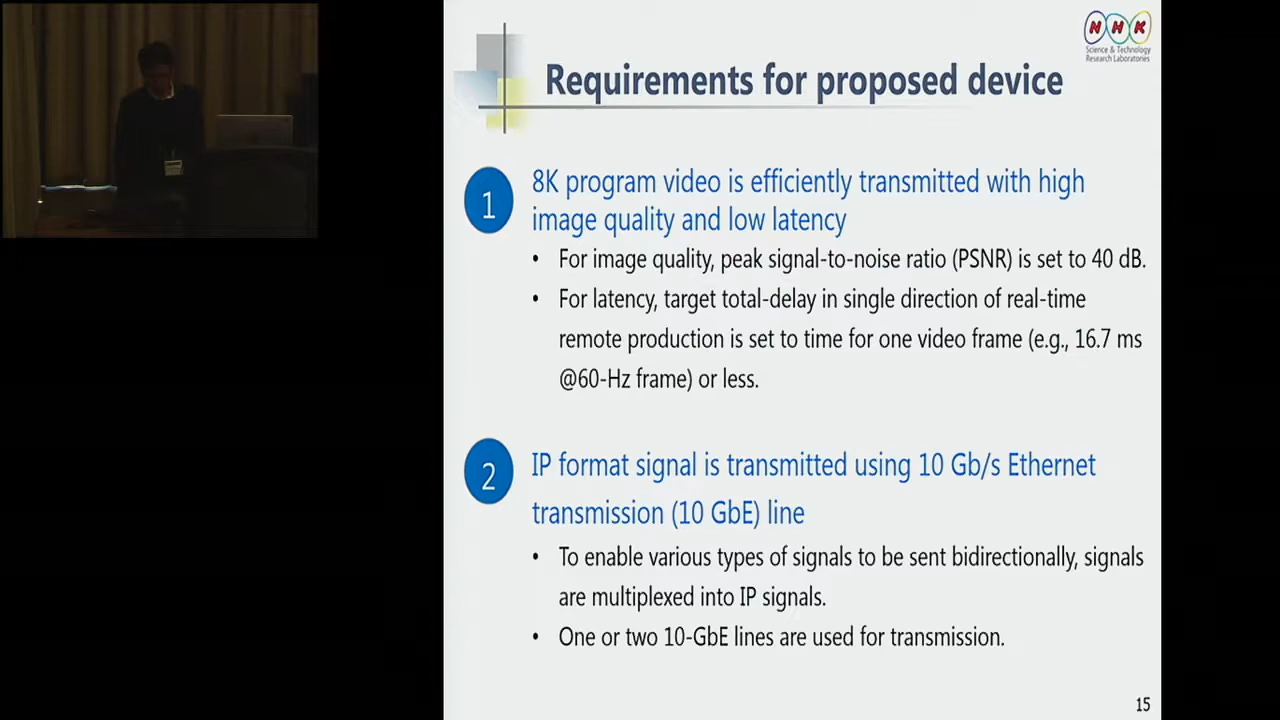 NHK
Science & Technology
Research Laboratories
Requirements for proposed device
1
8K program video is efficiently transmitted with high
image quality and low latency
• For image quality, peak signal-to-noise ratio (PSNR) is set to 40 dB.
• For latency, target total-delay in single direction of real-time
remote production is set to time for one video frame (e.g., 16.7 ms
@60-Hz frame) or less.
2
IP format signal is transmitted using 10 Gb/s Ethernet
transmission (10 GbE) line
• To enable various types of signals to be sent bidirectionally, signals
are multiplexed into IP signals.
• One or two 10-GbE lines are used for transmission.
15